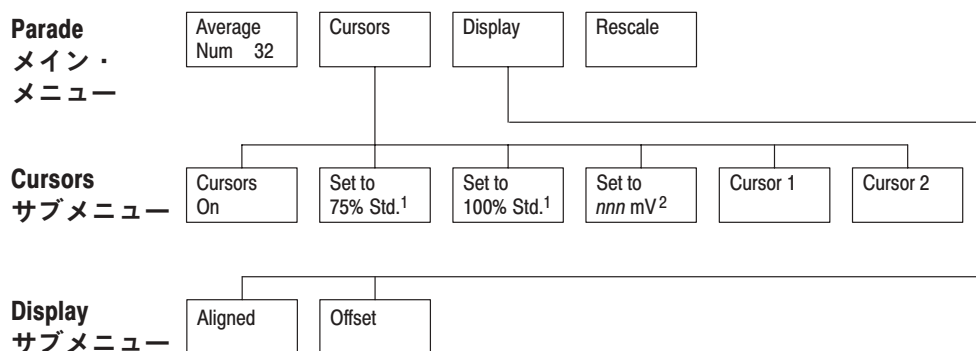 Parade
メイン・
メニュー
Average
Num 32
Cursors
Display
Rescale
Cursors
サブメニュー
Cursors
On
Set to
75% Std.1
Set to
100% Std.1
Set to
nnn mV2
Cursor 1
Cursor 2
Display
サブメニュー
Aligned
Offset